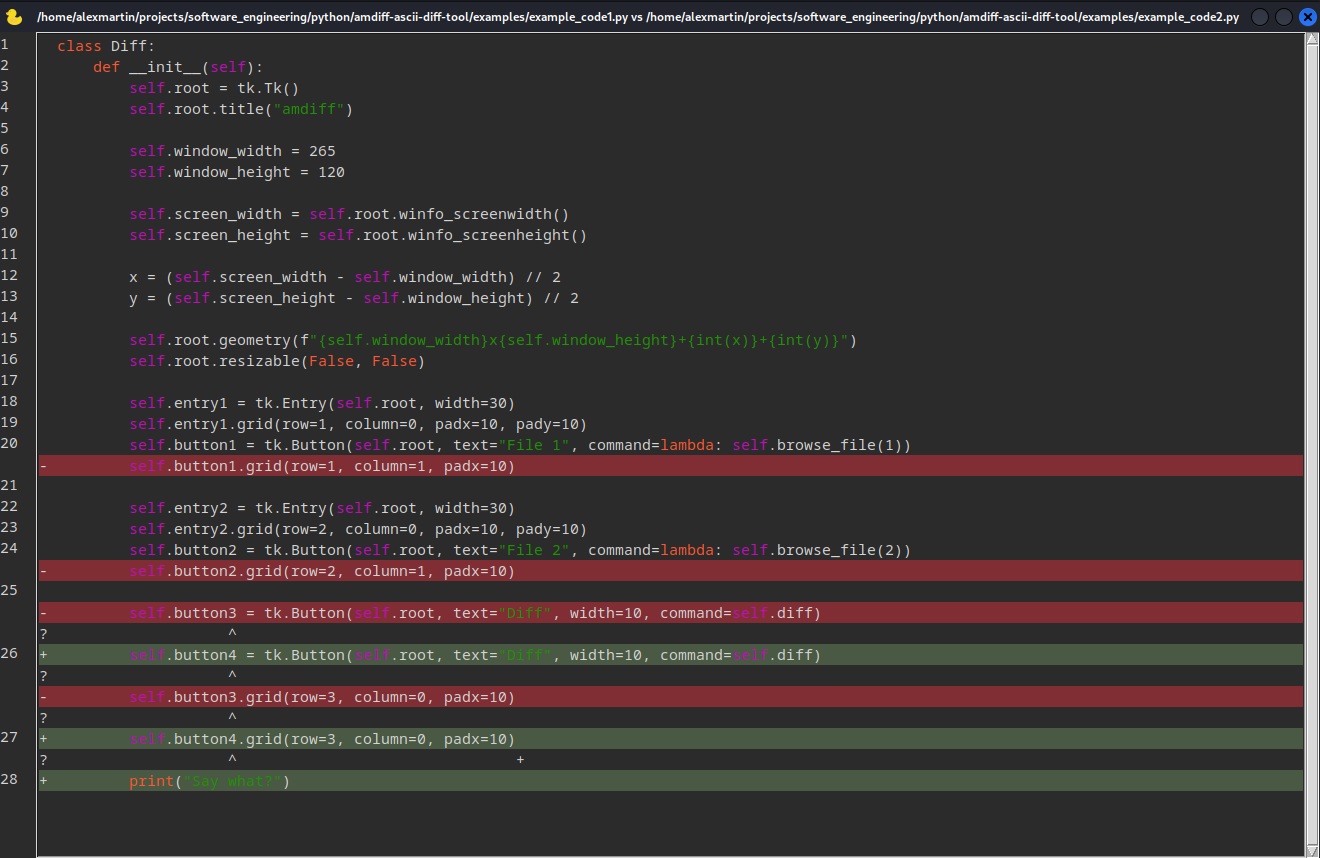 /home/alexmartin/projects/software_engineering/python/amdiff-ascii-diff-tool/examples/example_code1.py vs /home/alexmartin/projects/software_engineering/python/amdiff-ascii-diff-tool/examples/example_code2.py
1 class Diff:
2     def __init__(self):
3         self.root = tk.Tk()
4         self.root.title("amdiff")
5
6         self.window_width = 265
7         self.window_height = 120
8
9         self.screen_width = self.root.winfo_screenwidth()
10         self.screen_height = self.root.winfo_screenheight()
11
12         x = (self.screen_width - self.window_width) // 2
13         y = (self.screen_height - self.window_height) // 2
14
15         self.root.geometry(f"{self.window_width}x{self.window_height}+{int(x)}+{int(y)}")
16         self.root.resizable(False, False)
17
18         self.entry1 = tk.Entry(self.root, width=30)
19         self.entry1.grid(row=1, column=0, padx=10, pady=10)
20         self.button1 = tk.Button(self.root, text="File 1", command=lambda: self.browse_file(1))
-         self.button1.grid(row=1, column=1, padx=10)
21
22         self.entry2 = tk.Entry(self.root, width=30)
23         self.entry2.grid(row=2, column=0, padx=10, pady=10)
24         self.button2 = tk.Button(self.root, text="File 2", command=lambda: self.browse_file(2))
-         self.button2.grid(row=2, column=1, padx=10)
25
-         self.button3 = tk.Button(self.root, text="Diff", width=10, command=self.diff)
?                    ^
26 +         self.button4 = tk.Button(self.root, text="Diff", width=10, command=self.diff)
?                    ^
-         self.button3.grid(row=3, column=0, padx=10)
?                    ^
27 +         self.button4.grid(row=3, column=0, padx=10)
?                    ^                               +
28 +         print("Say what?")